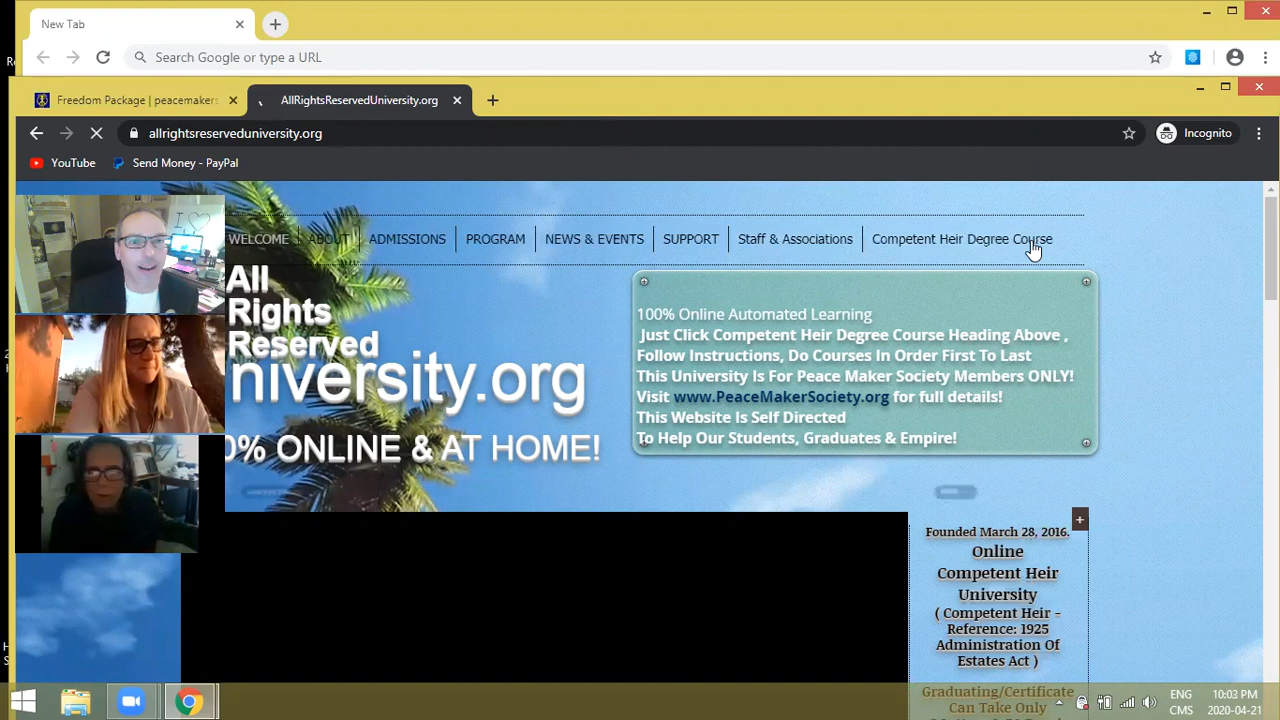 New Tab
Search Google or type a URL
Freedom Package | peacemakers
AllRightsReservedUniversity.org
allrightsreserveduniversity.org
Incognito
YouTube
Send Money - PayPal
WELCOME
ABOUT
ADMISSIONS
PROGRAM
NEWS & EVENTS
SUPPORT
Staff & Associations
Competent Heir Degree Course
All
Rights
Reserved
niversity.org
0% ONLINE & AT HOME!
100% Online Automated Learning
Just Click Competent Heir Degree Course Heading Above ,
Follow Instructions, Do Courses In Order First To Last
This University Is For Peace Maker Society Members ONLY!
Visit www.PeaceMakerSociety.org for full details!
This Website Is Self Directed
To Help Our Students, Graduates & Empire!
Founded March 28, 2016.
Online
Competent Heir
University
( Competent Heir -
Reference: 1925
Administration Of
Estates Act )
Graduating/Certificate
Can Take Only
I ♡
ENG
CMS
10:03 PM
2020-04-21